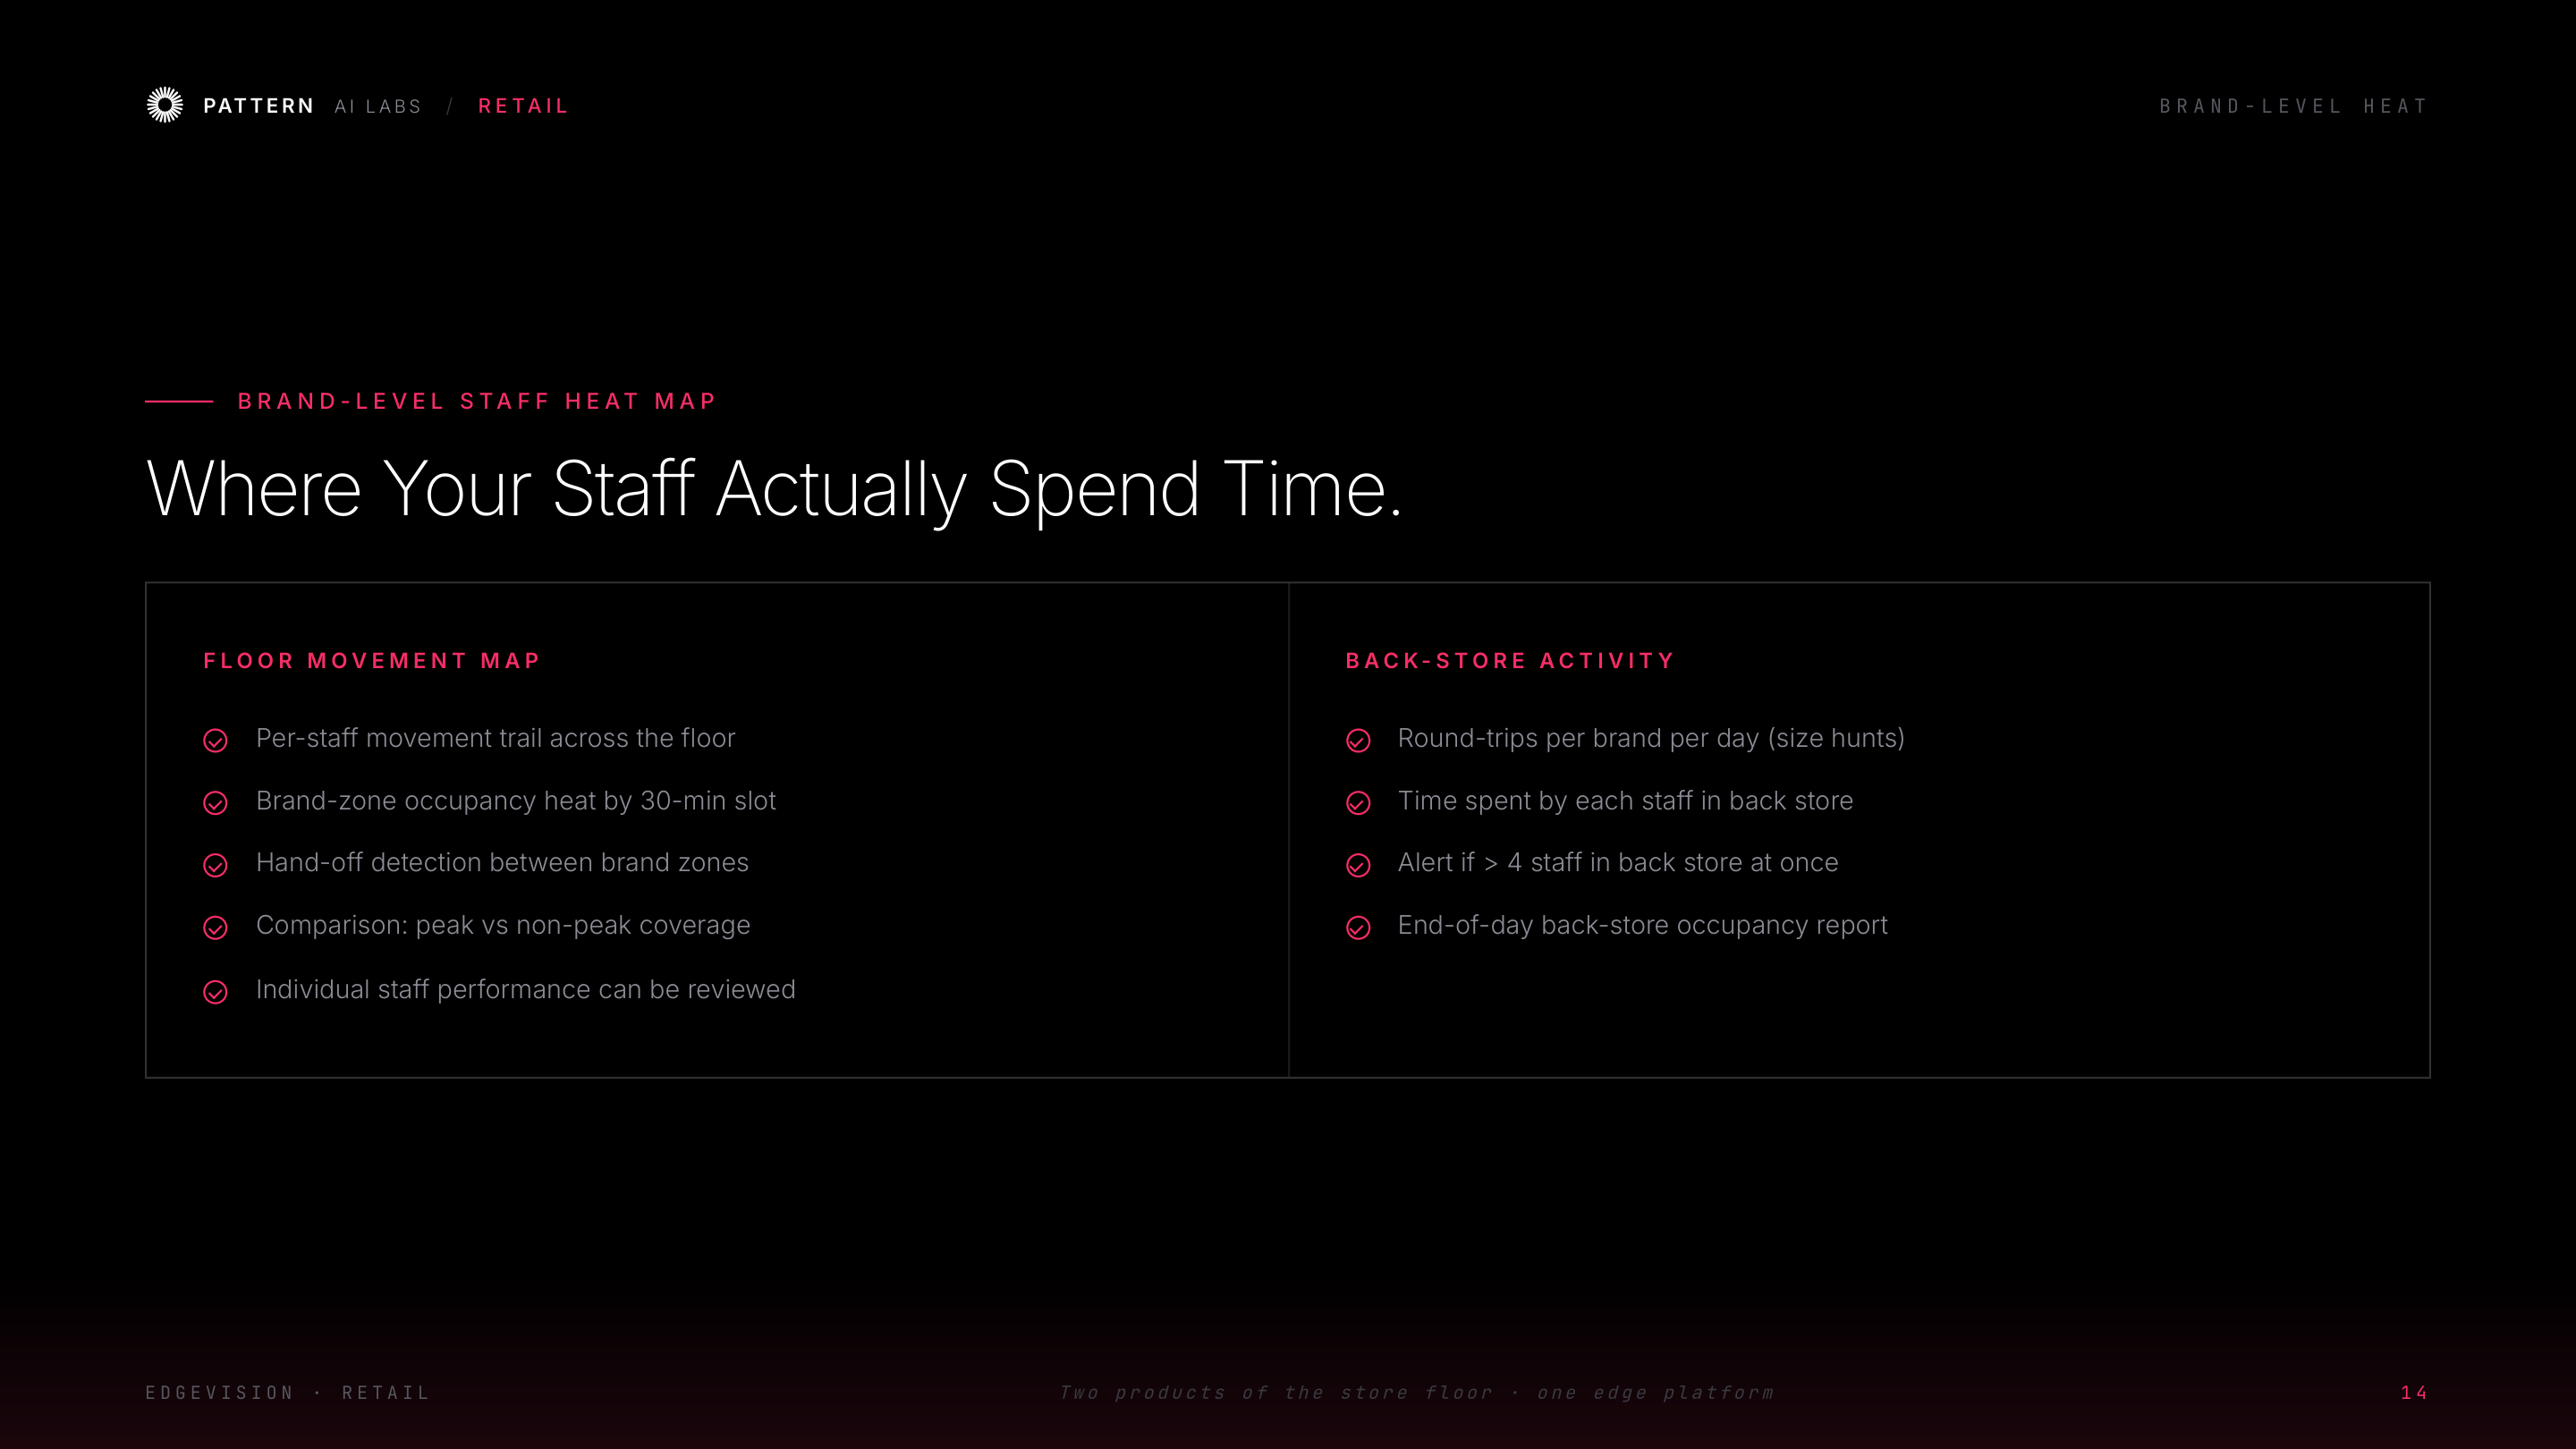 PATTERN AI LABS / RETAIL
BRAND-LEVEL HEAT
BRAND-LEVEL STAFF HEAT MAP
Where Your Staff Actually Spend Time.
FLOOR MOVEMENT MAP
Per-staff movement trail across the floor
Brand-zone occupancy heat by 30-min slot
Hand-off detection between brand zones
Comparison: peak vs non-peak coverage
Individual staff performance can be reviewed
BACK-STORE ACTIVITY
Round-trips per brand per day (size hunts)
Time spent by each staff in back store
Alert if > 4 staff in back store at once
End-of-day back-store occupancy report
EDGEVISION · RETAIL
Two products of the store floor · one edge platform
14